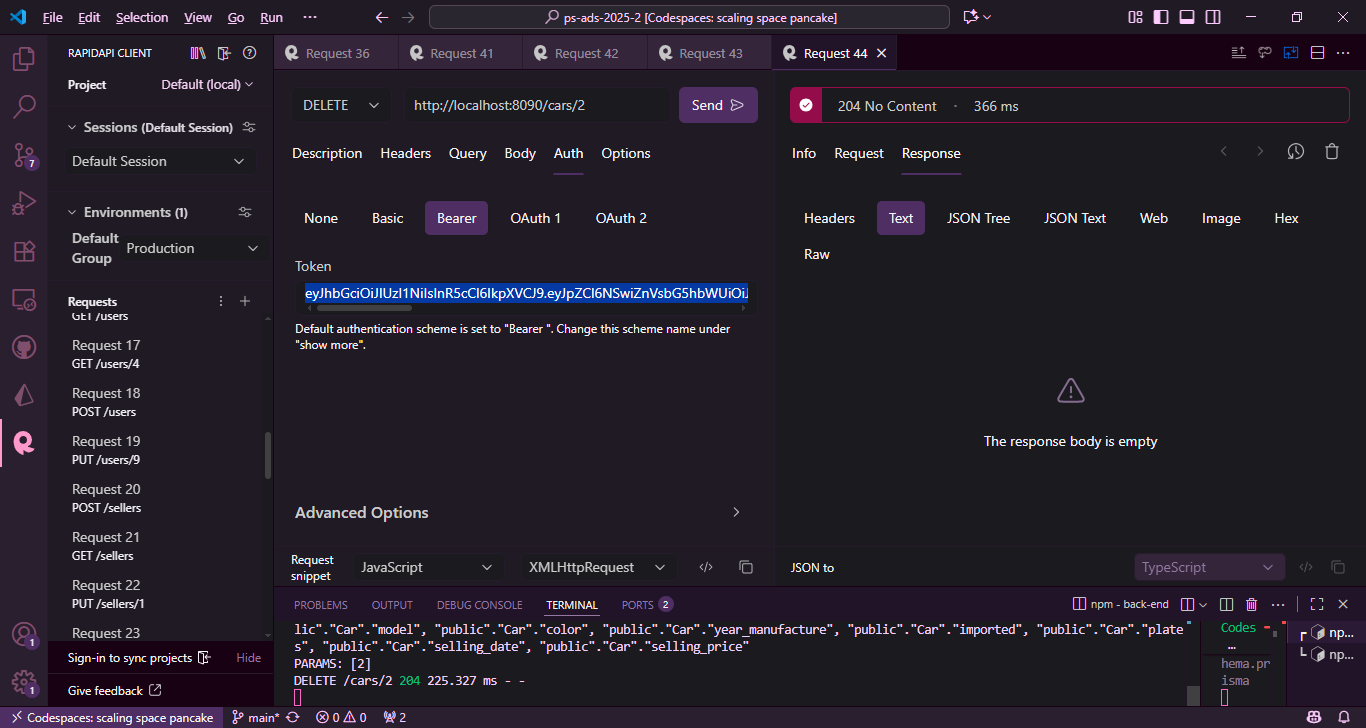 File Edit Selection View Go Run ··· ps-ads-2025-2 [Codespaces: scaling space pancake]
RAPIDAPI CLIENT
Project Default (local)
Sessions (Default Session)
Default Session
Environments (1)
Default Group Production
Requests
GET /users
Request 17
GET /users/4
Request 18
POST /users
Request 19
PUT /users/9
Request 20
POST /sellers
Request 21
GET /sellers
Request 22
PUT /sellers/1
Request 23
Sign-in to sync projects Hide
Give feedback
7
1
1
Request 36 Request 41 Request 42 Request 43 Request 44
DELETE http://localhost:8090/cars/2 Send
Description Headers Query Body Auth Options
None Basic Bearer OAuth 1 OAuth 2
Token
Default authentication scheme is set to "Bearer ". Change this scheme name under
"show more".
Advanced Options
Request
snippet
JavaScript XMLHttpRequest
204 No Content · 366 ms
Info Request Response
Headers Text JSON Tree JSON Text Web Image Hex
Raw
The response body is empty
JSON to TypeScript
PROBLEMS OUTPUT DEBUG CONSOLE TERMINAL PORTS 2 npm - back-end
lic"."Car"."model", "public"."Car"."color", "public"."Car"."year_manufacture", "public"."Car"."imported", "public"."Car"."plate
s", "public"."Car"."selling_date", "public"."Car"."selling_price"
PARAMS: [2]
DELETE /cars/2 204 225.327 ms - -
Codes
…
hema.pr
isma
np...
np...
Codespaces: scaling space pancake main* 0 0 2